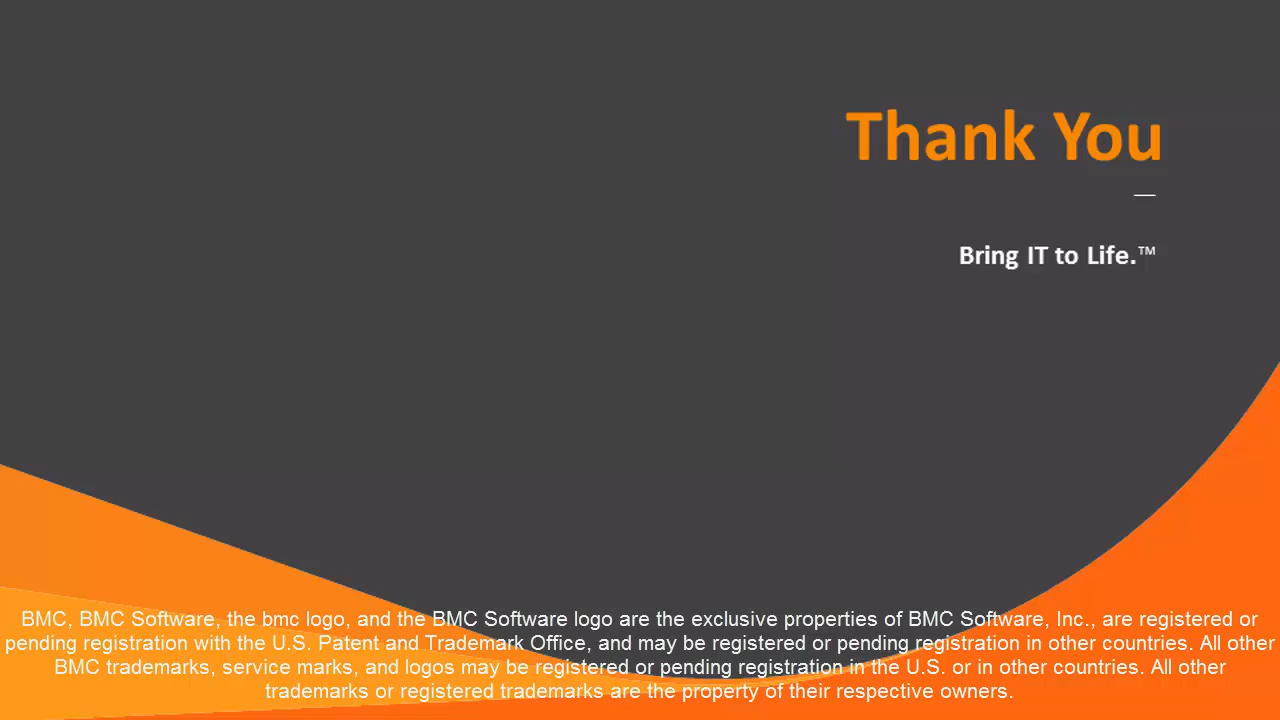 Thank You
—
Bring IT to Life.™
BMC, BMC Software, the bmc logo, and the BMC Software logo are the exclusive properties of BMC Software, Inc., are registered or
pending registration with the U.S. Patent and Trademark Office, and may be registered or pending registration in other countries. All other
BMC trademarks, service marks, and logos may be registered or pending registration in the U.S. or in other countries. All other
trademarks or registered trademarks are the property of their respective owners.